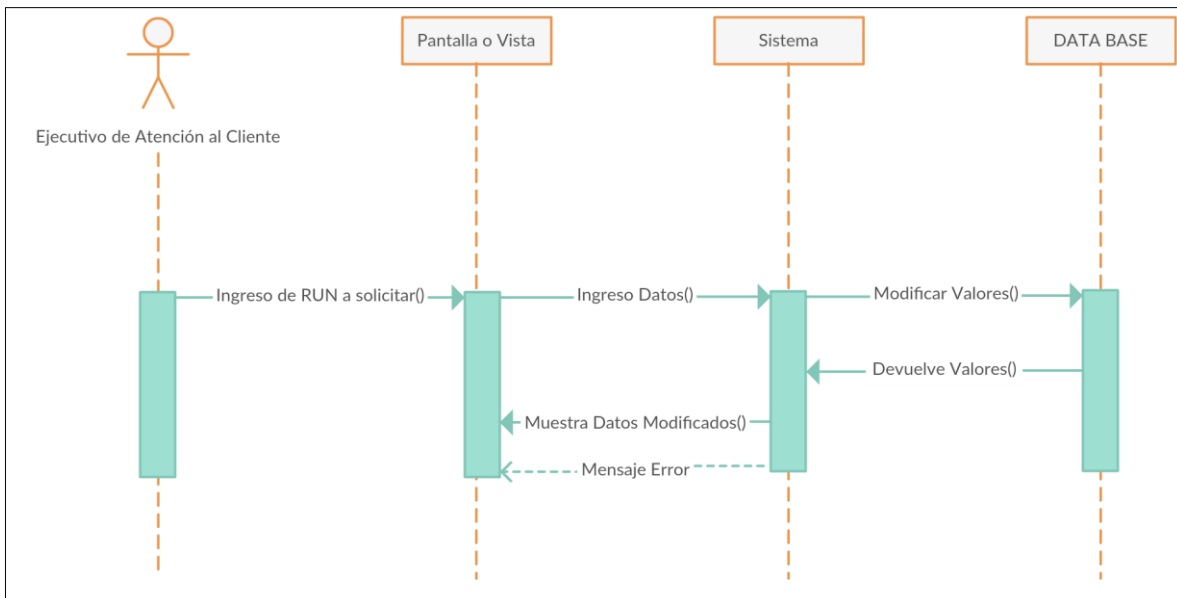 Pantalla o Vista
Sistema
DATA BASE
Ejecutivo de Atención al Cliente
Ingreso de RUN a solicitar()
Ingreso Datos()
Modificar Valores()
Devuelve Valores()
Muestra Datos Modificados()
Mensaje Error